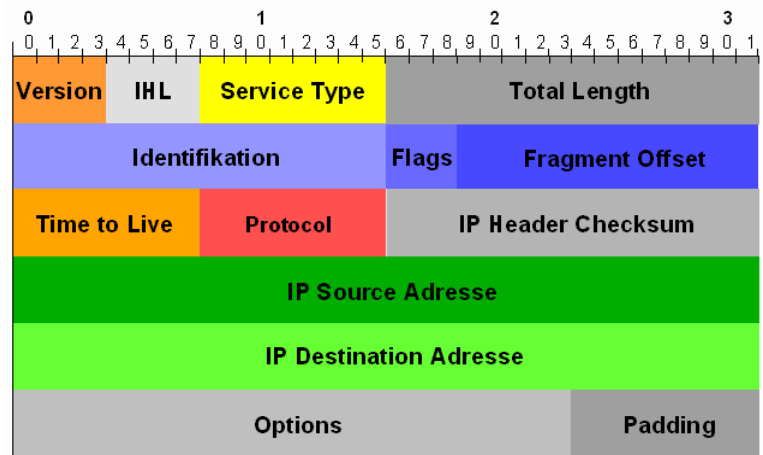 0 1 2 3
0 1 2 3 4 5 6 7 8 9 0 1 2 3 4 5 6 7 8 9 0 1 2 3 4 5 6 7 8 9 0 1
Version IHL Service Type Total Length
Identifikation Flags Fragment Offset
Time to Live Protocol IP Header Checksum
IP Source Adresse
IP Destination Adresse
Options Padding